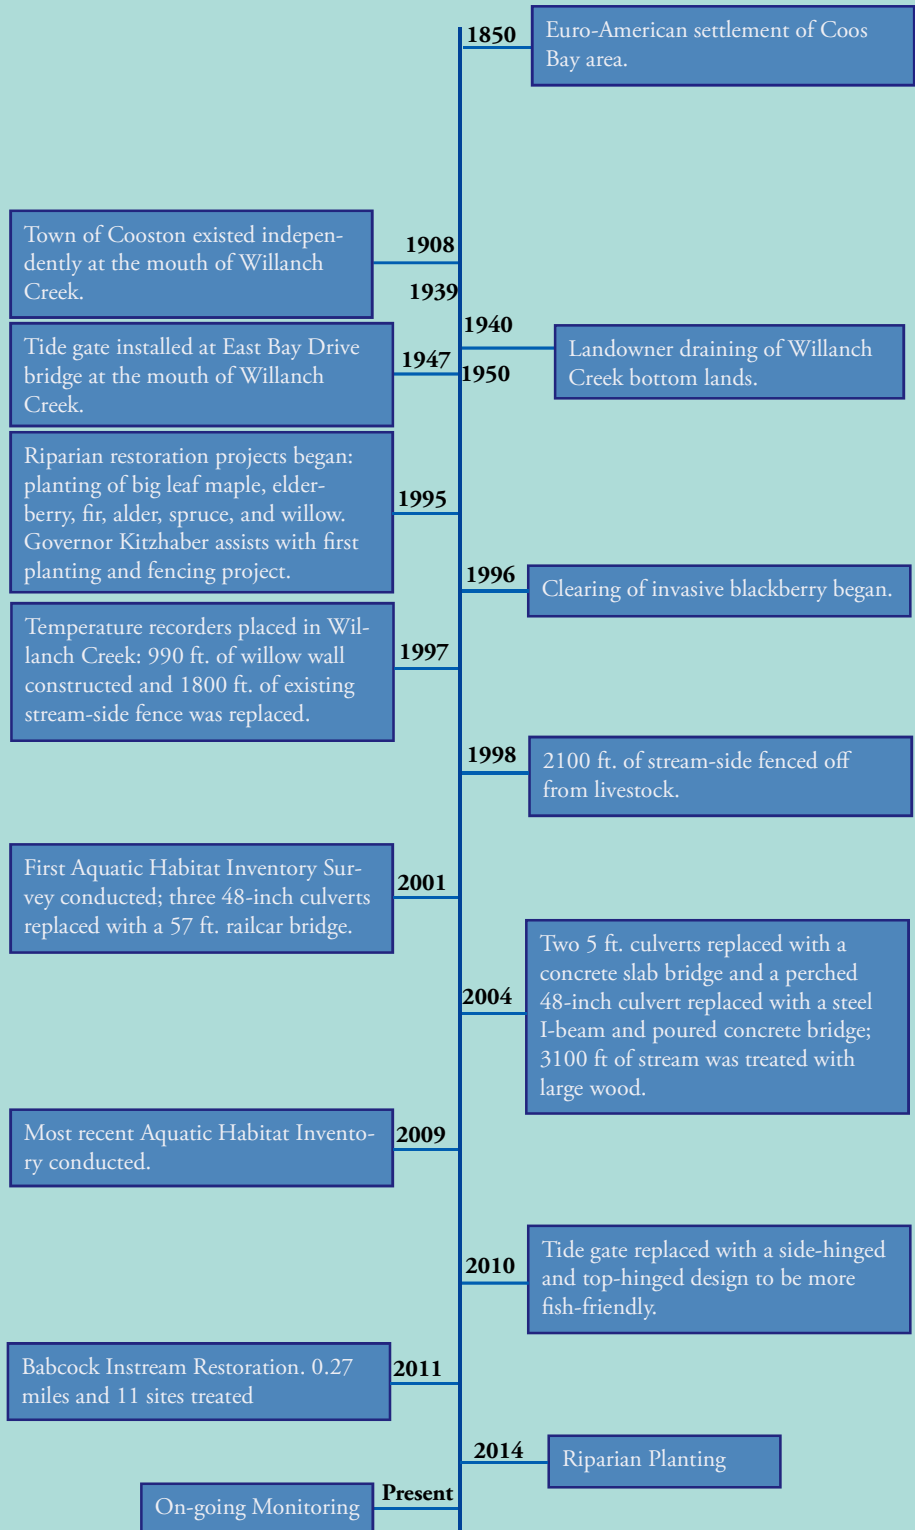 1850
Euro-American settlement of Coos
Bay area.
1908
Town of Cooston existed indepen-
dently at the mouth of Willanch
Creek.
1939
1940
Landowner draining of Willanch
Creek bottom lands.
1947
Tide gate installed at East Bay Drive
bridge at the mouth of Willanch
Creek.
1950
1995
Riparian restoration projects began:
planting of big leaf maple, elder-
berry, fir, alder, spruce, and willow.
Governor Kitzhaber assists with first
planting and fencing project.
1996
Clearing of invasive blackberry began.
1997
Temperature recorders placed in Wil-
lanch Creek: 990 ft. of willow wall
constructed and 1800 ft. of existing
stream-side fence was replaced.
1998
2100 ft. of stream-side fenced off
from livestock.
2001
First Aquatic Habitat Inventory Sur-
vey conducted; three 48-inch culverts
replaced with a 57 ft. railcar bridge.
2004
Two 5 ft. culverts replaced with a
concrete slab bridge and a perched
48-inch culvert replaced with a steel
I-beam and poured concrete bridge;
3100 ft of stream was treated with
large wood.
2009
Most recent Aquatic Habitat Invento-
ry conducted.
2010
Tide gate replaced with a side-hinged
and top-hinged design to be more
fish-friendly.
2011
Babcock Instream Restoration. 0.27
miles and 11 sites treated
2014
Riparian Planting
Present
On-going Monitoring